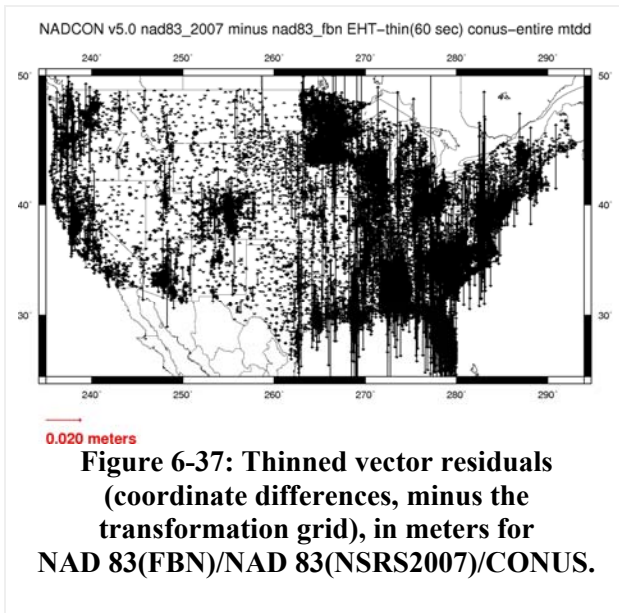 NADCON v5.0 nad83_2007 minus nad83_fbn EHT-thin(60 sec) conus-entire mtdd
240° 250° 260° 270° 280° 290°
50° 50°
40° 40°
30° 30°
240° 250° 260° 270° 280° 290°
0.020 meters
Figure 6-37: Thinned vector residuals
(coordinate differences, minus the
transformation grid), in meters for
NAD 83(FBN)/NAD 83(NSRS2007)/CONUS.